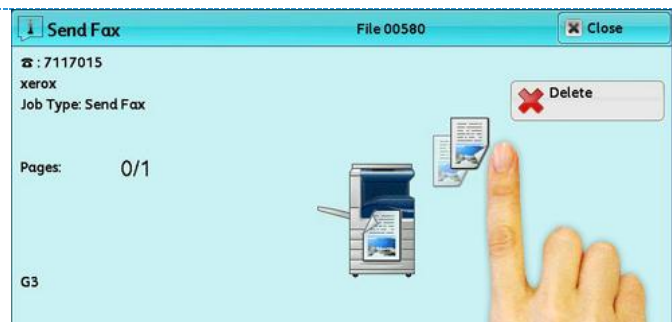 Send Fax
File 00580
Close
☎ : 7117015
xerox
Job Type: Send Fax
Delete
Pages: 0/1
G3